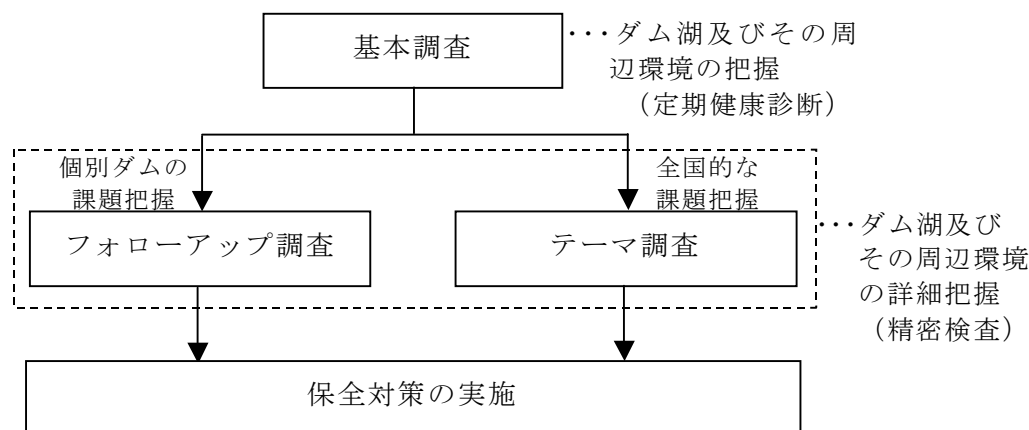 基本調査
･･･ダム湖及びその周
辺環境の把握
（定期健康診断）
個別ダムの
課題把握
全国的な
課題把握
フォローアップ調査
テーマ調査
･･･ダム湖及び
その周辺環境
の詳細把握
（精密検査）
保全対策の実施